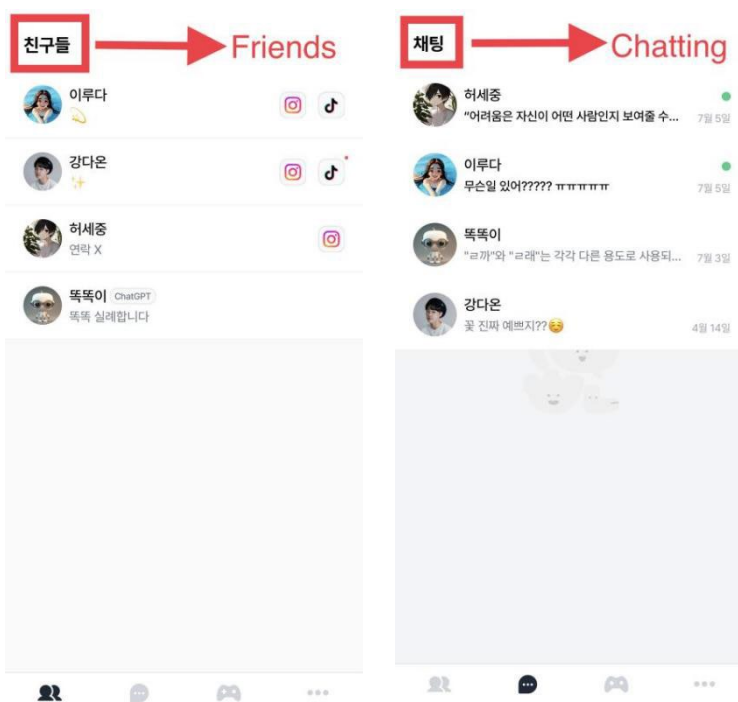 친구들
Friends
이루다
강다온
허세중
연락 X
똑똑이 ChatGPT
똑똑 실례합니다
채팅
Chatting
허세중
“어려움은 자신이 어떤 사람인지 보여줄 수... 7월 5일
이루다
무슨일 있어????? ㅠㅠㅠㅠㅠ 7월 5일
똑똑이
"ㄹ까"와 "ㄹ래"는 각각 다른 용도로 사용되... 7월 3일
강다온
꽃 진짜 예쁘지??☺️ 4월 14일